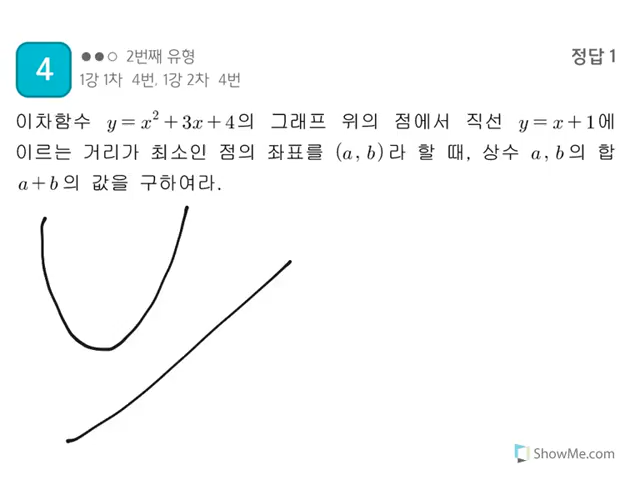 4
●●○ 2번째 유형
정답 1
1강 1차 4번, 1강 2차 4번
이차함수 y=x²+3x+4의 그래프 위의 점에서 직선 y=x+1에
이르는 거리가 최소인 점의 좌표를 (a, b)라 할 때, 상수 a, b의 합
a+b의 값을 구하여라.
ShowMe.com